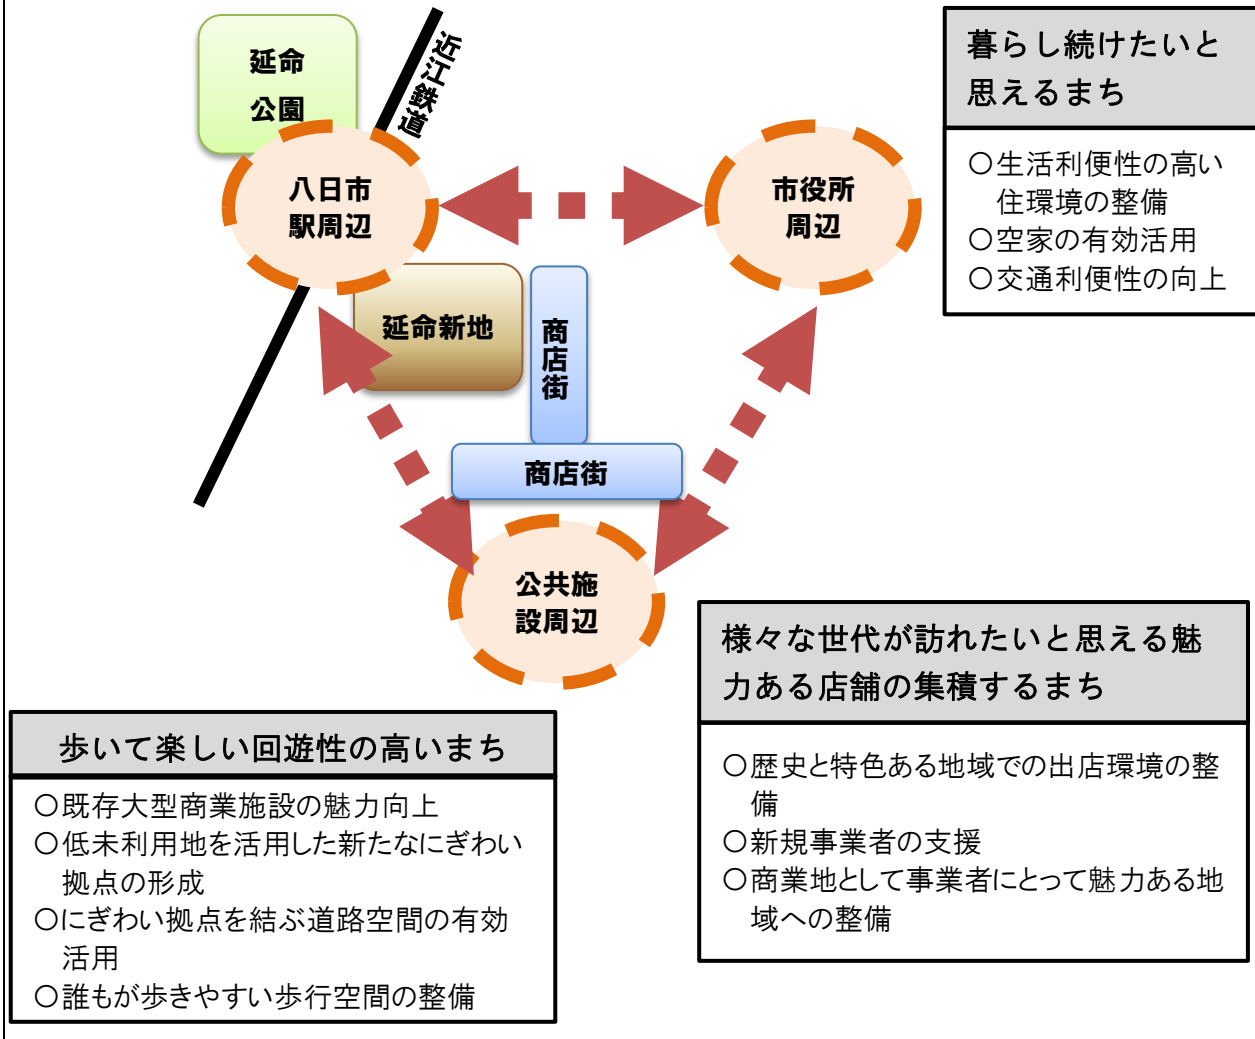 延命
公園
近江鉄道
八日市
駅周辺
市役所
周辺
延命新地
商店街
商店街
公共施
設周辺
暮らし続けたいと
思えるまち
○生活利便性の高い
住環境の整備
○空家の有効活用
○交通利便性の向上
様々な世代が訪れたいと思える魅
力ある店舗の集積するまち
○歴史と特色ある地域での出店環境の整
備
○新規事業者の支援
○商業地として事業者にとって魅力ある地
域への整備
歩いて楽しい回遊性の高いまち
○既存大型商業施設の魅力向上
○低未利用地を活用した新たなにぎわい
拠点の形成
○にぎわい拠点を結ぶ道路空間の有効
活用
○誰もが歩きやすい歩行空間の整備